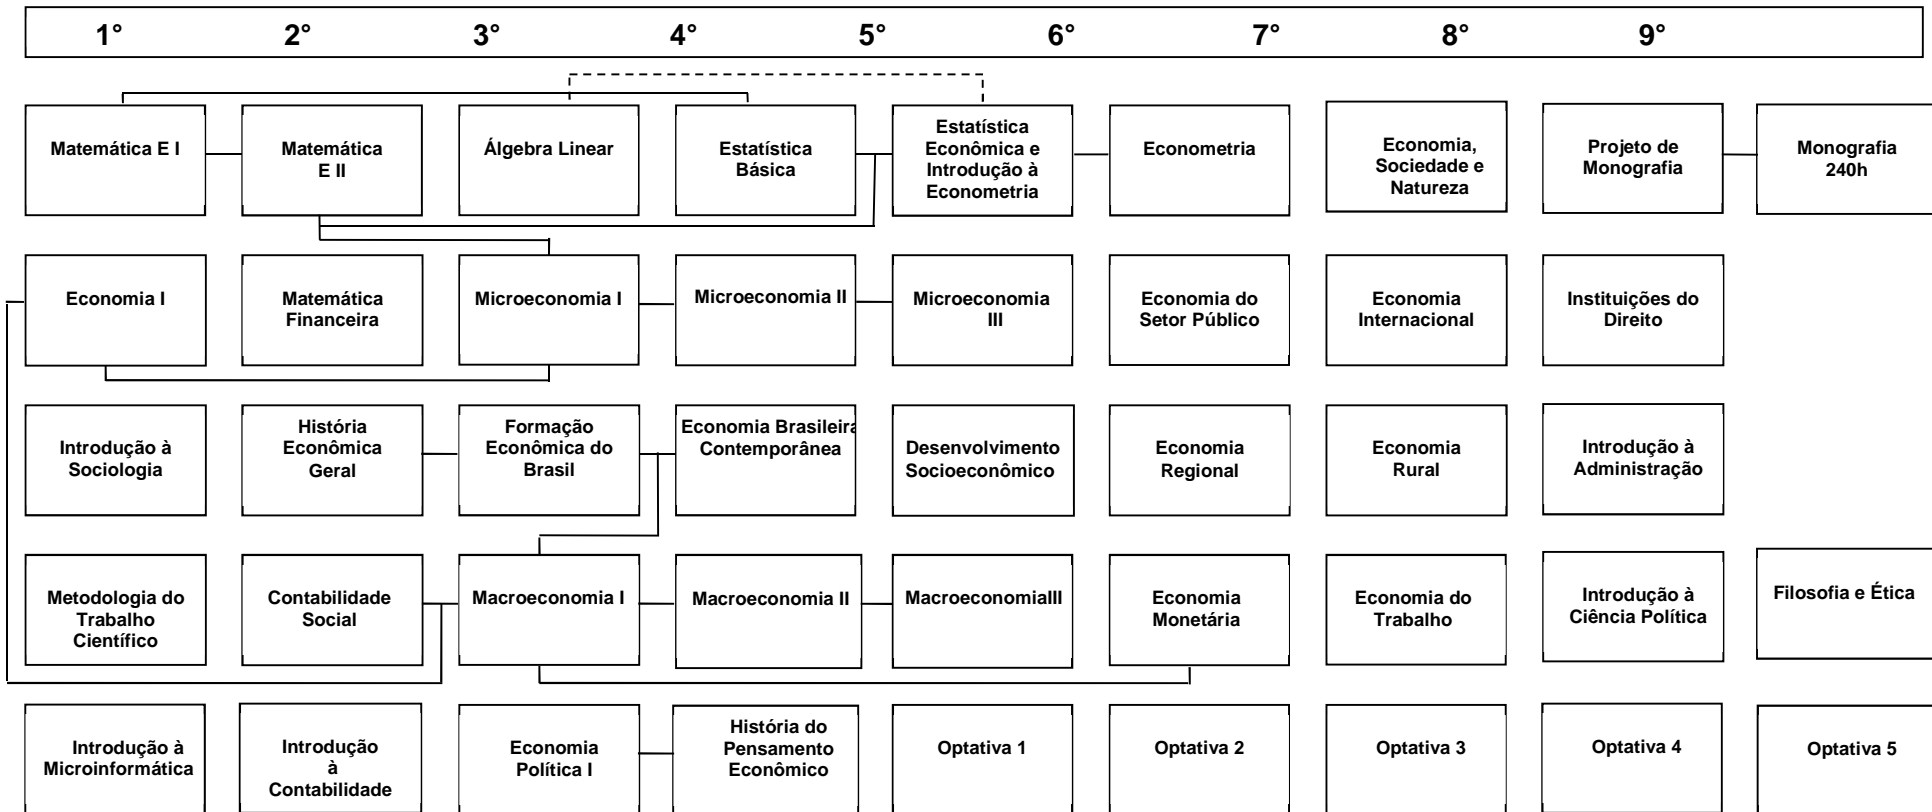 1° 2° 3° 4° 5° 6° 7° 8° 9°
Matemática E I
Matemática
E II
Álgebra Linear
Estatística
Básica
Estatística
Econômica e
Introdução à
Econometria
Econometria
Economia,
Sociedade e
Natureza
Projeto de
Monografia
Monografia
240h
Economia I
Matemática
Financeira
Microeconomia I
Microeconomia II
Microeconomia
III
Economia do
Setor Público
Economia
Internacional
Instituições do
Direito
Introdução à
Sociologia
História
Econômica
Geral
Formação
Econômica do
Brasil
Economia Brasileira
Contemporânea
Desenvolvimento
Socioeconômico
Economia
Regional
Economia
Rural
Introdução à
Administração
Metodologia do
Trabalho
Científico
Contabilidade
Social
Macroeconomia I
Macroeconomia II
MacroeconomiaIII
Economia
Monetária
Economia do
Trabalho
Introdução à
Ciência Política
Filosofia e Ética
Introdução à
Microinformática
Introdução
à
Contabilidade
Economia
Política I
História do
Pensamento
Econômico
Optativa 1
Optativa 2
Optativa 3
Optativa 4
Optativa 5